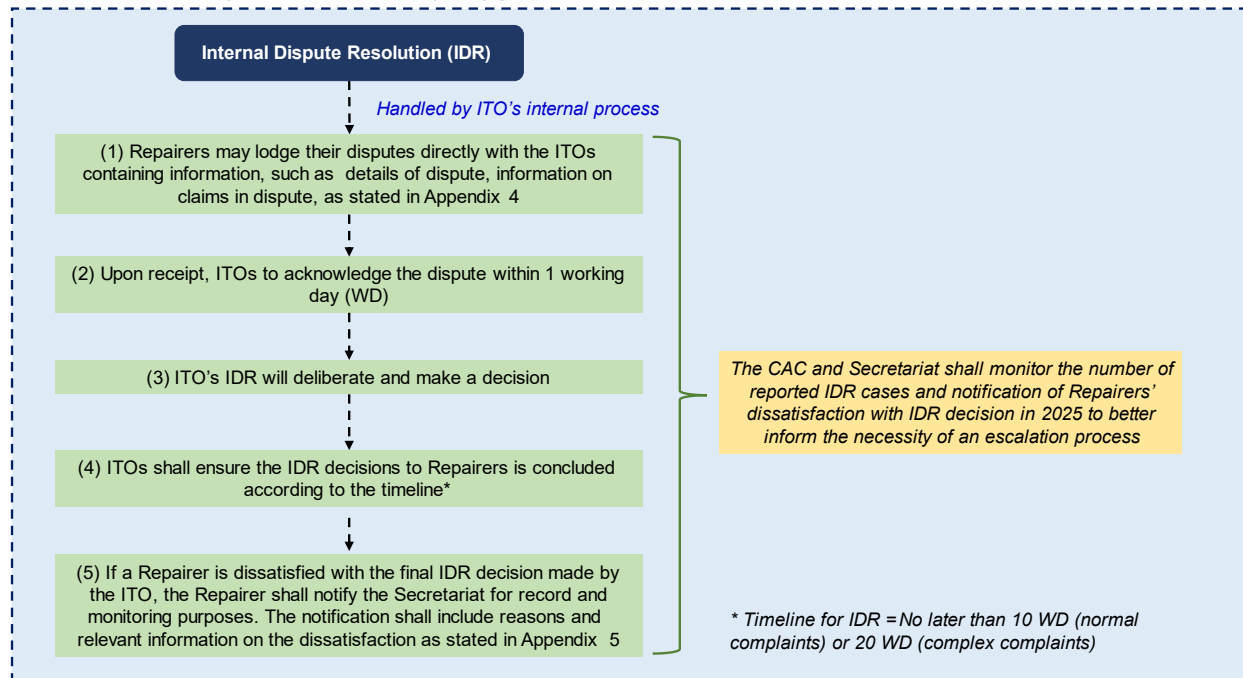 Internal Dispute Resolution (IDR)
Handled by ITO's internal process
(1) Repairers may lodge their disputes directly with the ITOs
containing information, such as details of dispute, information on
claims in dispute, as stated in Appendix 4
(2) Upon receipt, ITOs to acknowledge the dispute within 1 working
day (WD)
(3) ITO's IDR will deliberate and make a decision
(4) ITOs shall ensure the IDR decisions to Repairers is concluded
according to the timeline*
(5) If a Repairer is dissatisfied with the final IDR decision made by
the ITO, the Repairer shall notify the Secretariat for record and
monitoring purposes. The notification shall include reasons and
relevant information on the dissatisfaction as stated in Appendix 5
The CAC and Secretariat shall monitor the number of
reported IDR cases and notification of Repairers'
dissatisfaction with IDR decision in 2025 to better
inform the necessity of an escalation process
* Timeline for IDR = No later than 10 WD (normal
complaints) or 20 WD (complex complaints)